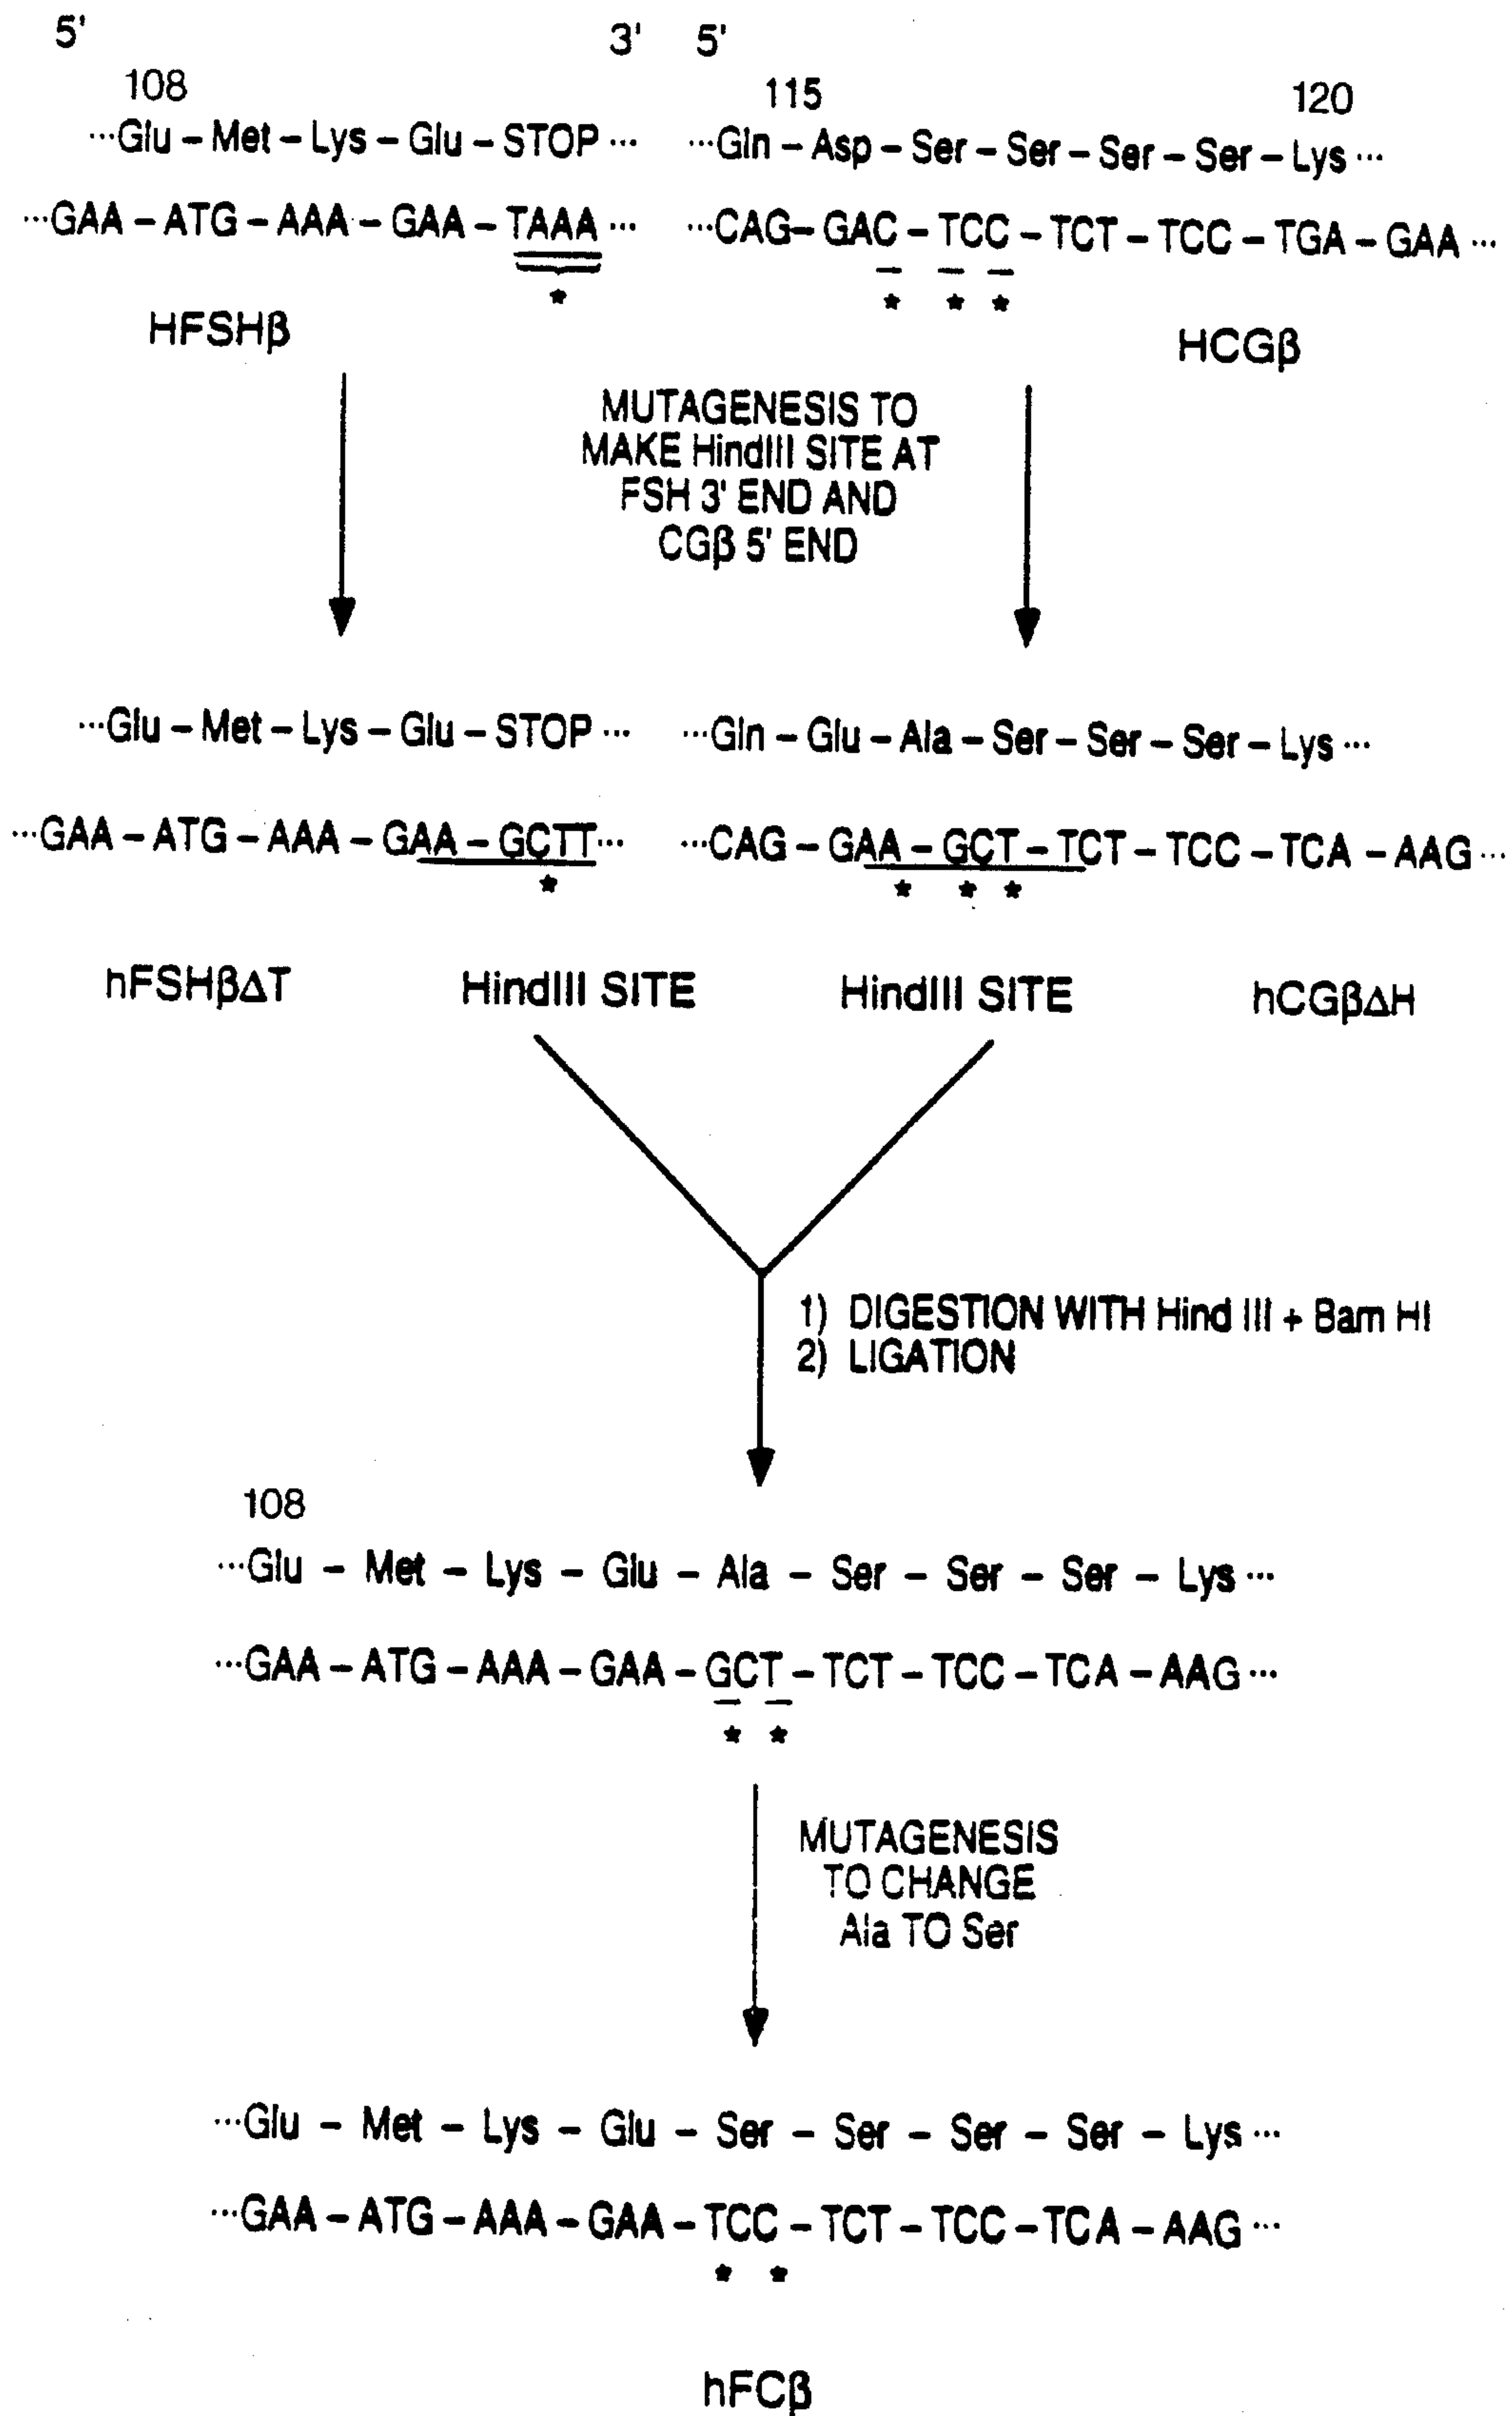 5' 3' 5'
108 115 120
···Glu – Met – Lys – Glu – STOP ··· ···Gln – Asp – Ser – Ser – Ser – Ser – Lys ···
···GAA – ATG – AAA – GAA – TAAA ··· ···CAG – GAC – TCC – TCT – TCC – TGA – GAA ···
* * * *
HFSHβ HCGβ
MUTAGENESIS TO
MAKE HindIII SITE AT
FSH 3' END AND
CGβ 5' END
···Glu – Met – Lys – Glu – STOP ··· ···Gln – Glu – Ala – Ser – Ser – Ser – Lys ···
···GAA – ATG – AAA – GAA – GCTT ··· ···CAG – GAA – GCT – TCT – TCC – TCA – AAG ···
* * * *
hFSHβΔT HindIII SITE HindIII SITE hCGβΔH
1) DIGESTION WITH Hind III + Bam HI
2) LIGATION
108
···Glu – Met – Lys – Glu – Ala – Ser – Ser – Ser – Lys ···
···GAA – ATG – AAA – GAA – GCT – TCT – TCC – TCA – AAG ···
* *
MUTAGENESIS
TO CHANGE
Ala TO Ser
···Glu – Met – Lys – Glu – Ser – Ser – Ser – Ser – Lys ···
···GAA – ATG – AAA – GAA – TCC – TCT – TCC – TCA – AAG ···
* *
hFCβ